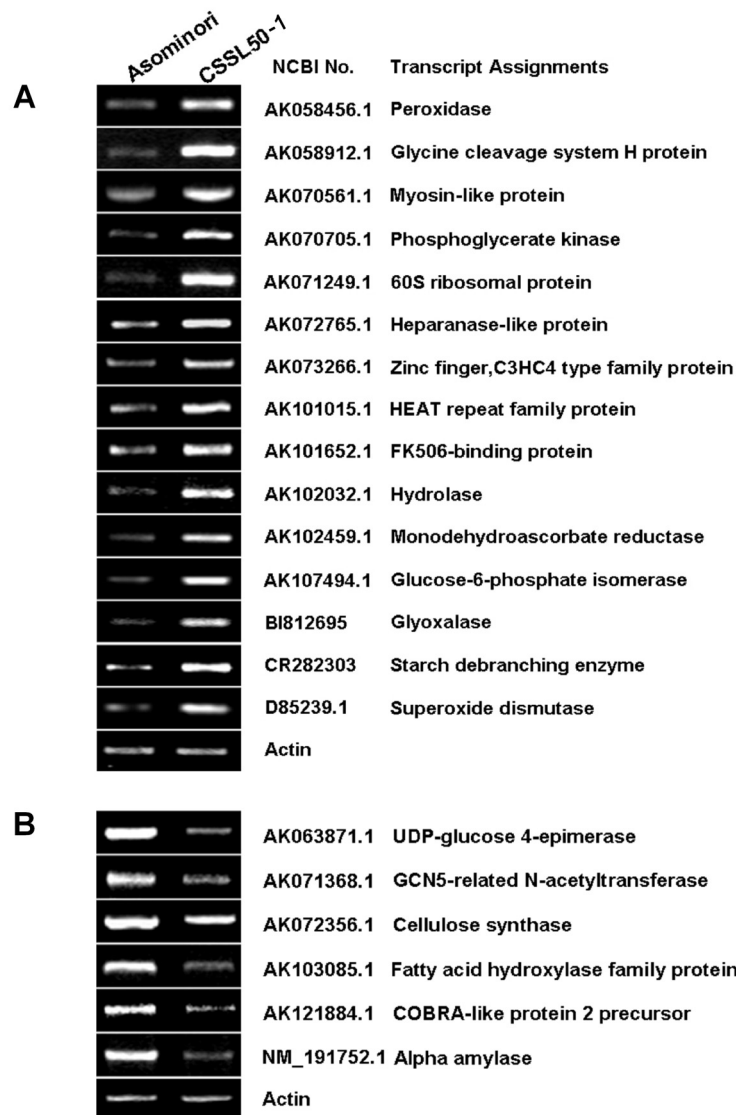 Asominori CSSL50-1 NCBI No. Transcript Assignments
A
AK058456.1 Peroxidase
AK058912.1 Glycine cleavage system H protein
AK070561.1 Myosin-like protein
AK070705.1 Phosphoglycerate kinase
AK071249.1 60S ribosomal protein
AK072765.1 Heparanase-like protein
AK073266.1 Zinc finger,C3HC4 type family protein
AK101015.1 HEAT repeat family protein
AK101652.1 FK506-binding protein
AK102032.1 Hydrolase
AK102459.1 Monodehydroascorbate reductase
AK107494.1 Glucose-6-phosphate isomerase
BI812695 Glyoxalase
CR282303 Starch debranching enzyme
D85239.1 Superoxide dismutase
Actin
B
AK063871.1 UDP-glucose 4-epimerase
AK071368.1 GCN5-related N-acetyltransferase
AK072356.1 Cellulose synthase
AK103085.1 Fatty acid hydroxylase family protein
AK121884.1 COBRA-like protein 2 precursor
NM_191752.1 Alpha amylase
Actin